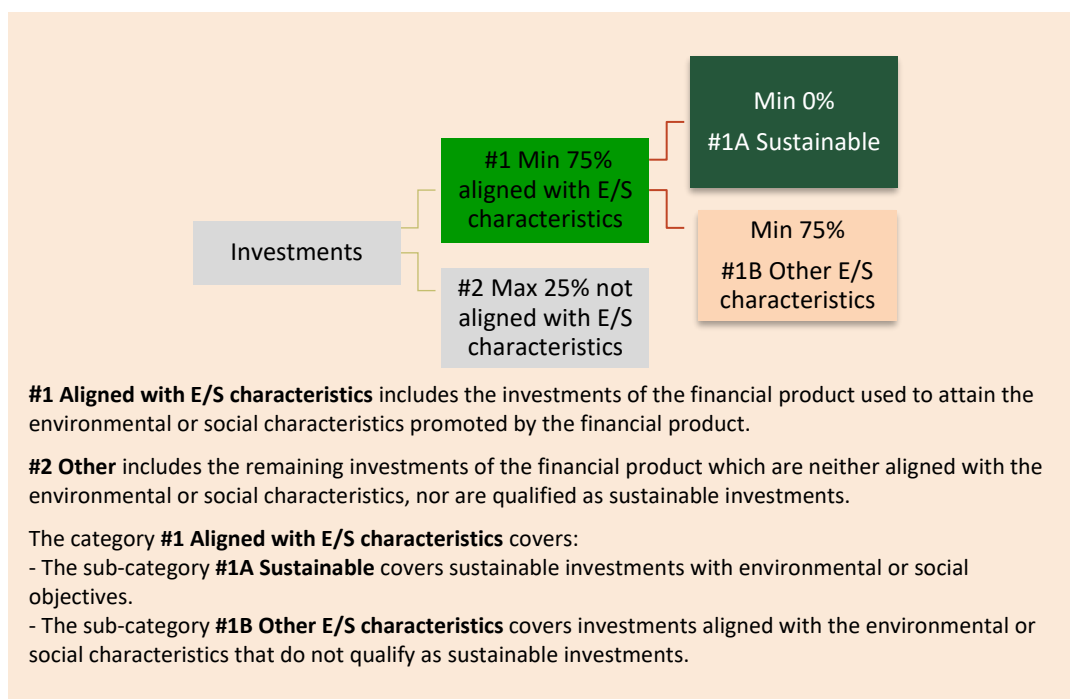 Min 0%
#1A Sustainable
#1 Min 75%
aligned with E/S
characteristics
Min 75%
#1B Other E/S
characteristics
Investments
#2 Max 25% not
aligned with E/S
characteristics
#1 Aligned with E/S characteristics includes the investments of the financial product used to attain the
environmental or social characteristics promoted by the financial product.
#2 Other includes the remaining investments of the financial product which are neither aligned with the
environmental or social characteristics, nor are qualified as sustainable investments.
The category #1 Aligned with E/S characteristics covers:
- The sub-category #1A Sustainable covers sustainable investments with environmental or social
objectives.
- The sub-category #1B Other E/S characteristics covers investments aligned with the environmental or
social characteristics that do not qualify as sustainable investments.